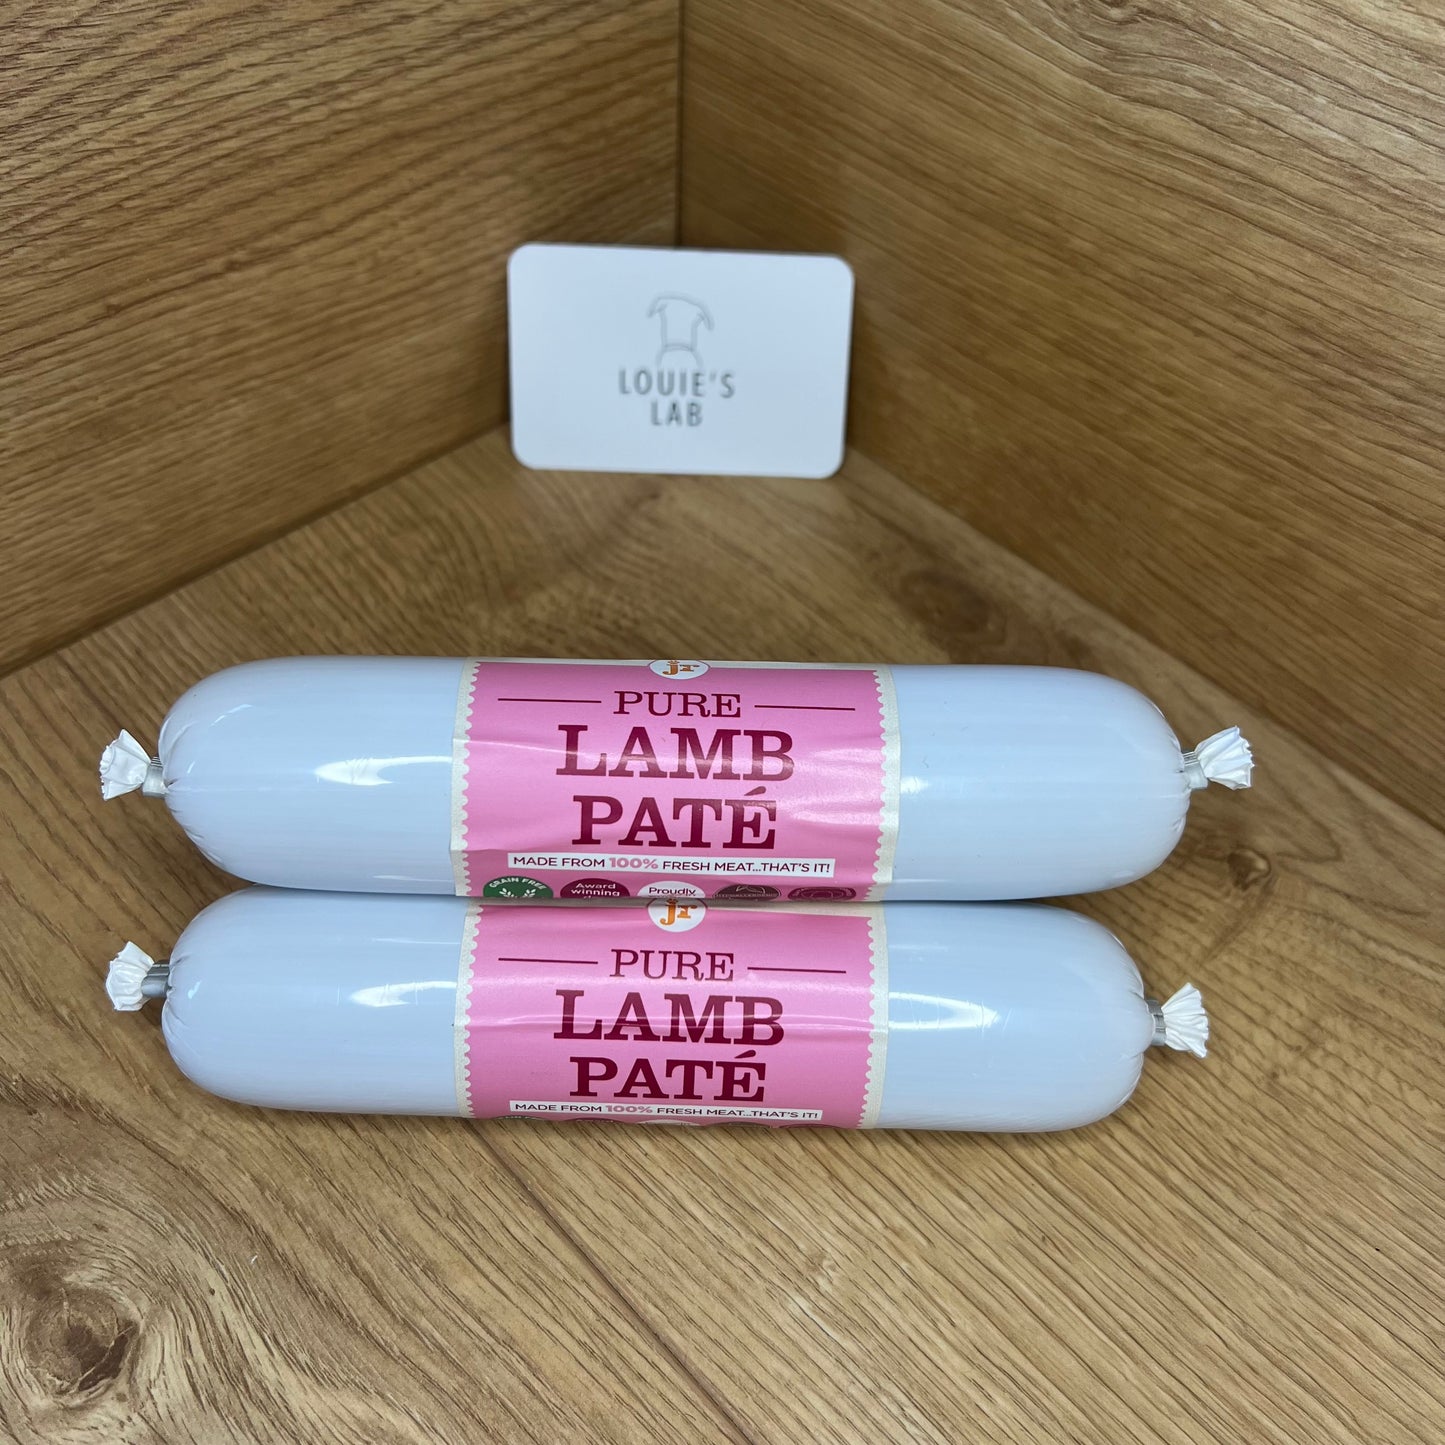 LOUIE'S
LAB
jr
PURE
LAMB
PATÉ
MADE FROM 100% FRESH MEAT...THAT'S IT!
GRAIN FREE
Award
winning
Proudly
jr
PURE
LAMB
PATÉ
MADE FROM 100% FRESH MEAT...THAT'S IT!